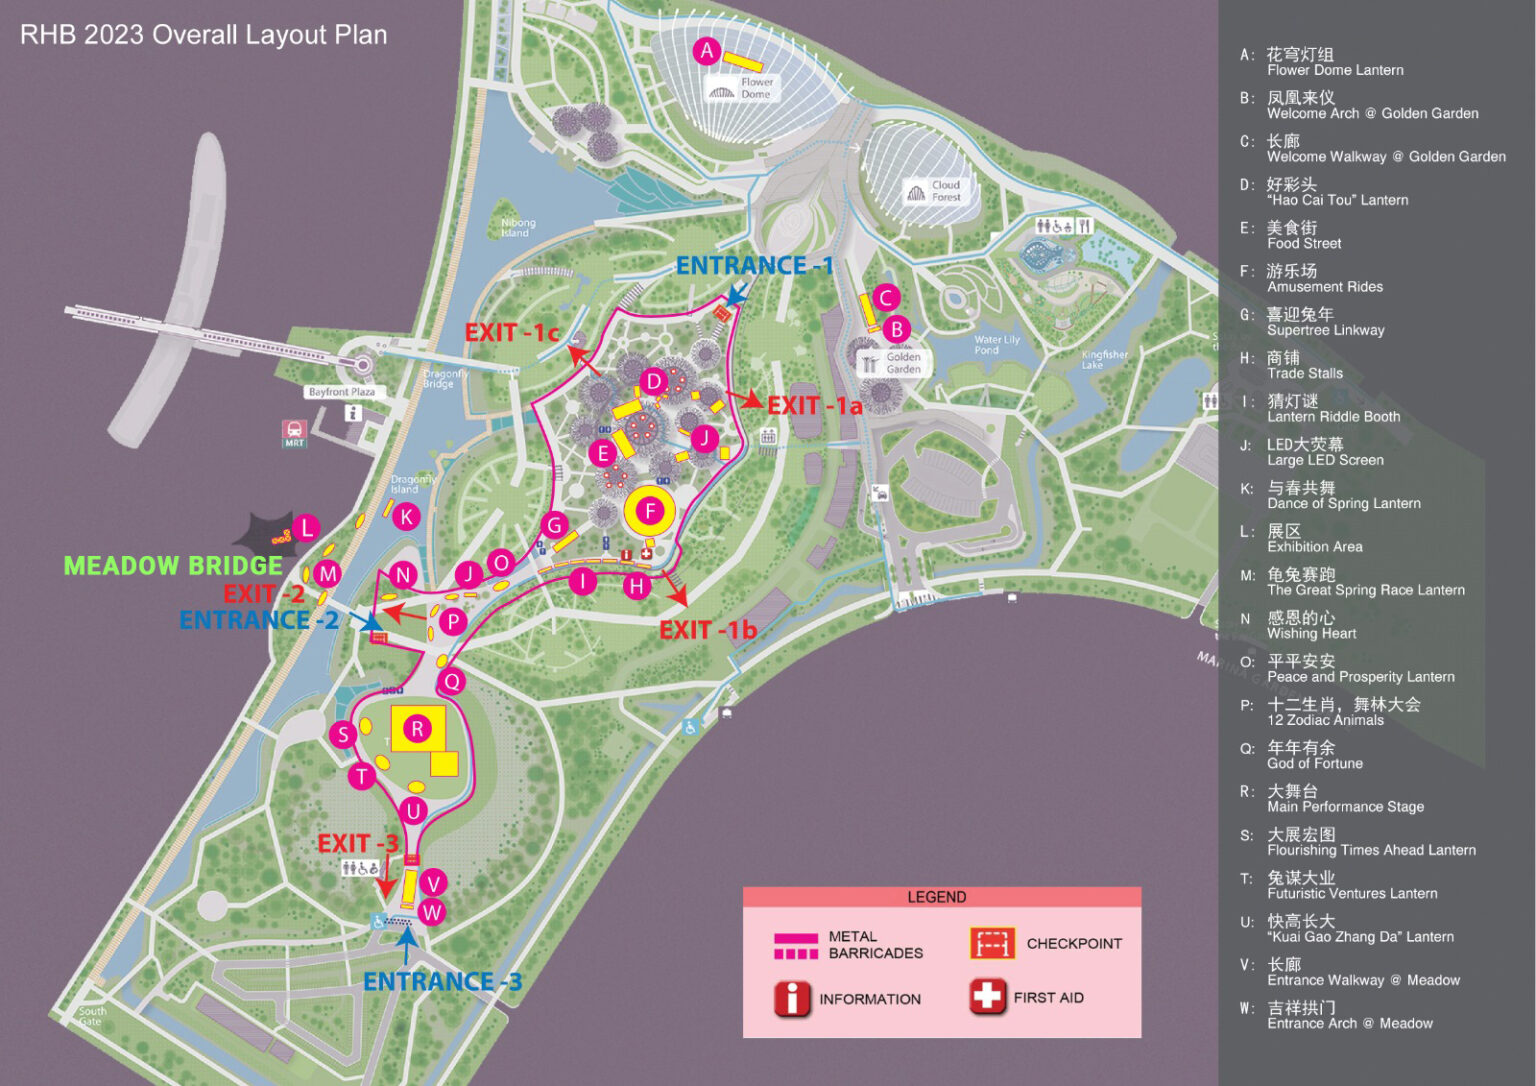 RHB 2023 Overall Layout Plan
A
Flower
Dome
Cloud
Forest
Nibong
Island
ENTRANCE -1
C
B
Golden
Garden
Water Lily
Pond
Kingfisher
Lake
EXIT -1c
D
EXIT -1a
Dragonfly
Bridge
Bayfront Plaza
i
MRT
J
E
Dragonfly
Island
K
L
F
G
MEADOW BRIDGE
M
N
J
O
I
H
EXIT -2
ENTRANCE -2
P
EXIT -1b
Q
R
S
T
U
EXIT -3
V
W
ENTRANCE -3
South
Gate
LEGEND
METAL
BARRICADES
CHECKPOINT
INFORMATION
FIRST AID
A: 花穹灯组
Flower Dome Lantern
B: 凤凰来仪
Welcome Arch @ Golden Garden
C: 长廊
Welcome Walkway @ Golden Garden
D: 好彩头
“Hao Cai Tou” Lantern
E: 美食街
Food Street
F: 游乐场
Amusement Rides
G: 喜迎兔年
Supertree Linkway
H: 商铺
Trade Stalls
I: 猜灯谜
Lantern Riddle Booth
J: LED大荧幕
Large LED Screen
K: 与春共舞
Dance of Spring Lantern
L: 展区
Exhibition Area
M: 龟兔赛跑
The Great Spring Race Lantern
N 感恩的心
Wishing Heart
O: 平平安安
Peace and Prosperity Lantern
P: 十二生肖，舞林大会
12 Zodiac Animals
Q: 年年有余
God of Fortune
R: 大舞台
Main Performance Stage
S: 大展宏图
Flourishing Times Ahead Lantern
T: 兔谋大业
Futuristic Ventures Lantern
U: 快高长大
“Kuai Gao Zhang Da” Lantern
V: 长廊
Entrance Walkway @ Meadow
W: 吉祥拱门
Entrance Arch @ Meadow